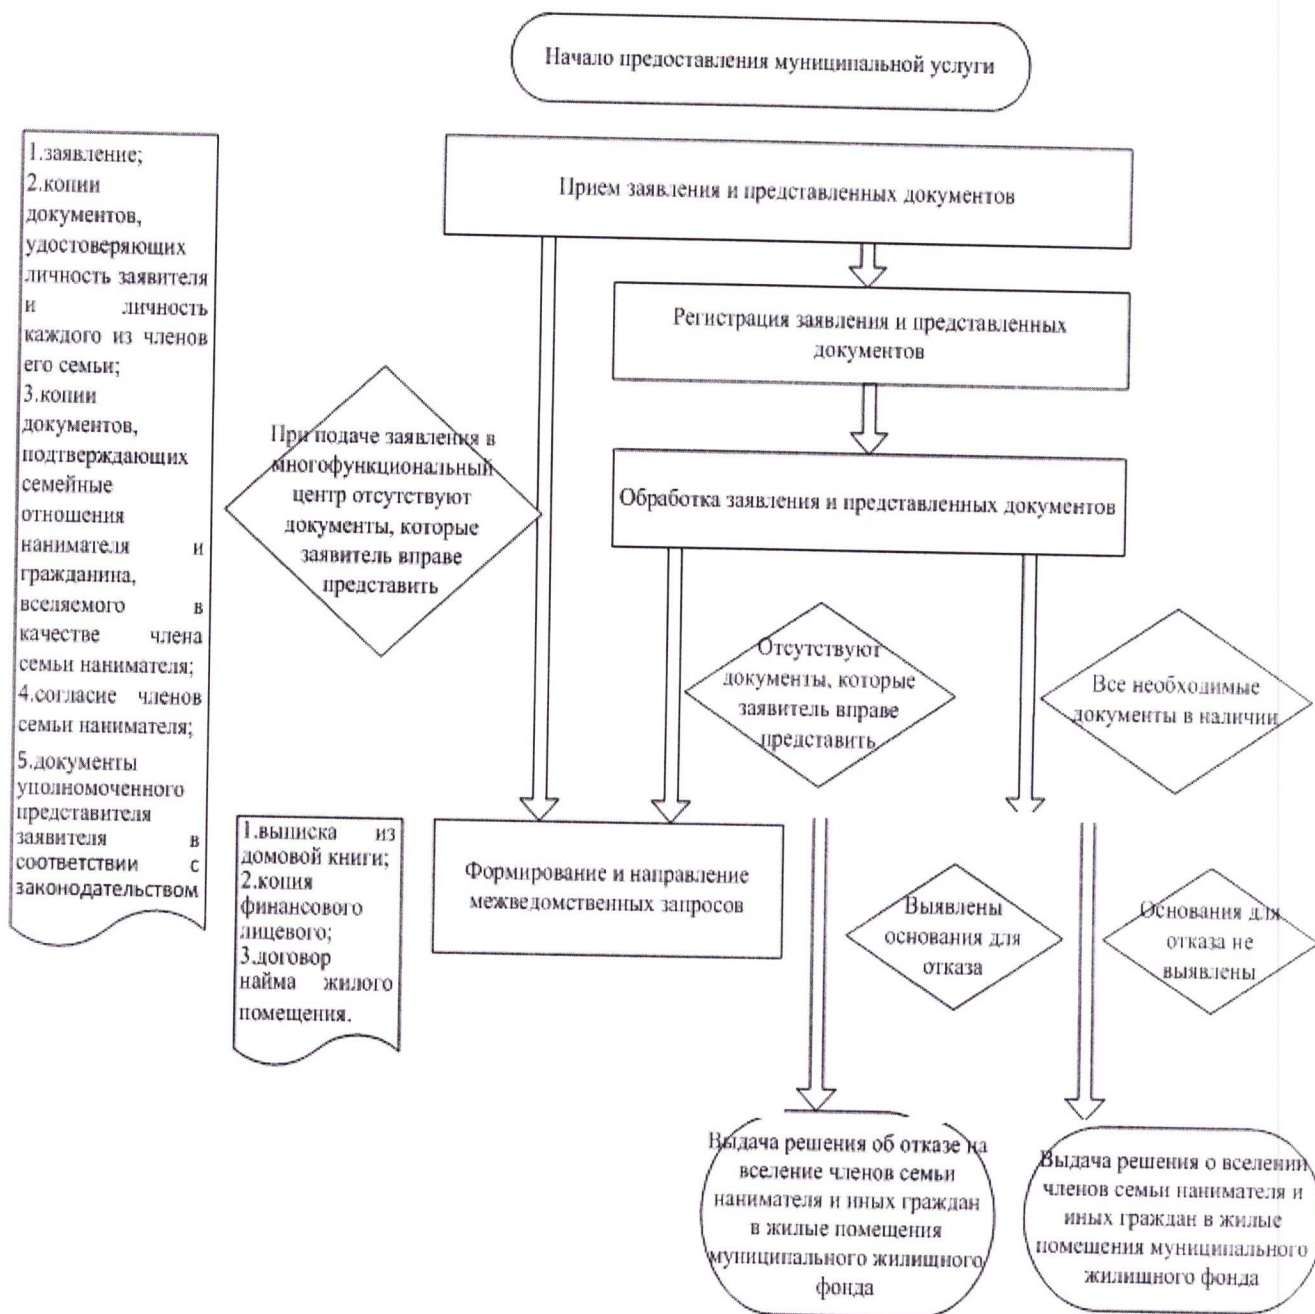 Начало предоставления муниципальной услуги
Прием заявления и представленных документов
1.заявление;
2.копии
документов,
удостоверяющих
личность заявителя
и личность
каждого из членов
его семьи;
3.копии
документов,
подтверждающих
семейные
отношения
нанимателя и
гражданина,
вселяемого в
качестве члена
семьи нанимателя;
4.согласие членов
семьи нанимателя;
5.документы
уполномоченного
представителя
заявителя в
соответствии с
законодательством
Регистрация заявления и представленных
документов
При подаче заявления в
многофункциональный
центр отсутствуют
документы, которые
заявитель вправе
представить
Обработка заявления и представленных документов
Отсутствуют
документы, которые
заявитель вправе
представить
Все необходимые
документы в наличии
1.выписка из
домовой книги;
2.копия
финансового
лицевого;
3.договор
найма жилого
помещения.
Формирование и направление
межведомственных запросов
Выявлены
основания для
отказа
Основания для
отказа не
выявлены
Выдача решения об отказе на
вселение членов семьи
нанимателя и иных граждан
в жилые помещения
муниципального жилищного
фонда
Выдача решения о вселении
членов семьи нанимателя и
иных граждан в жилые
помещения муниципального
жилищного фонда